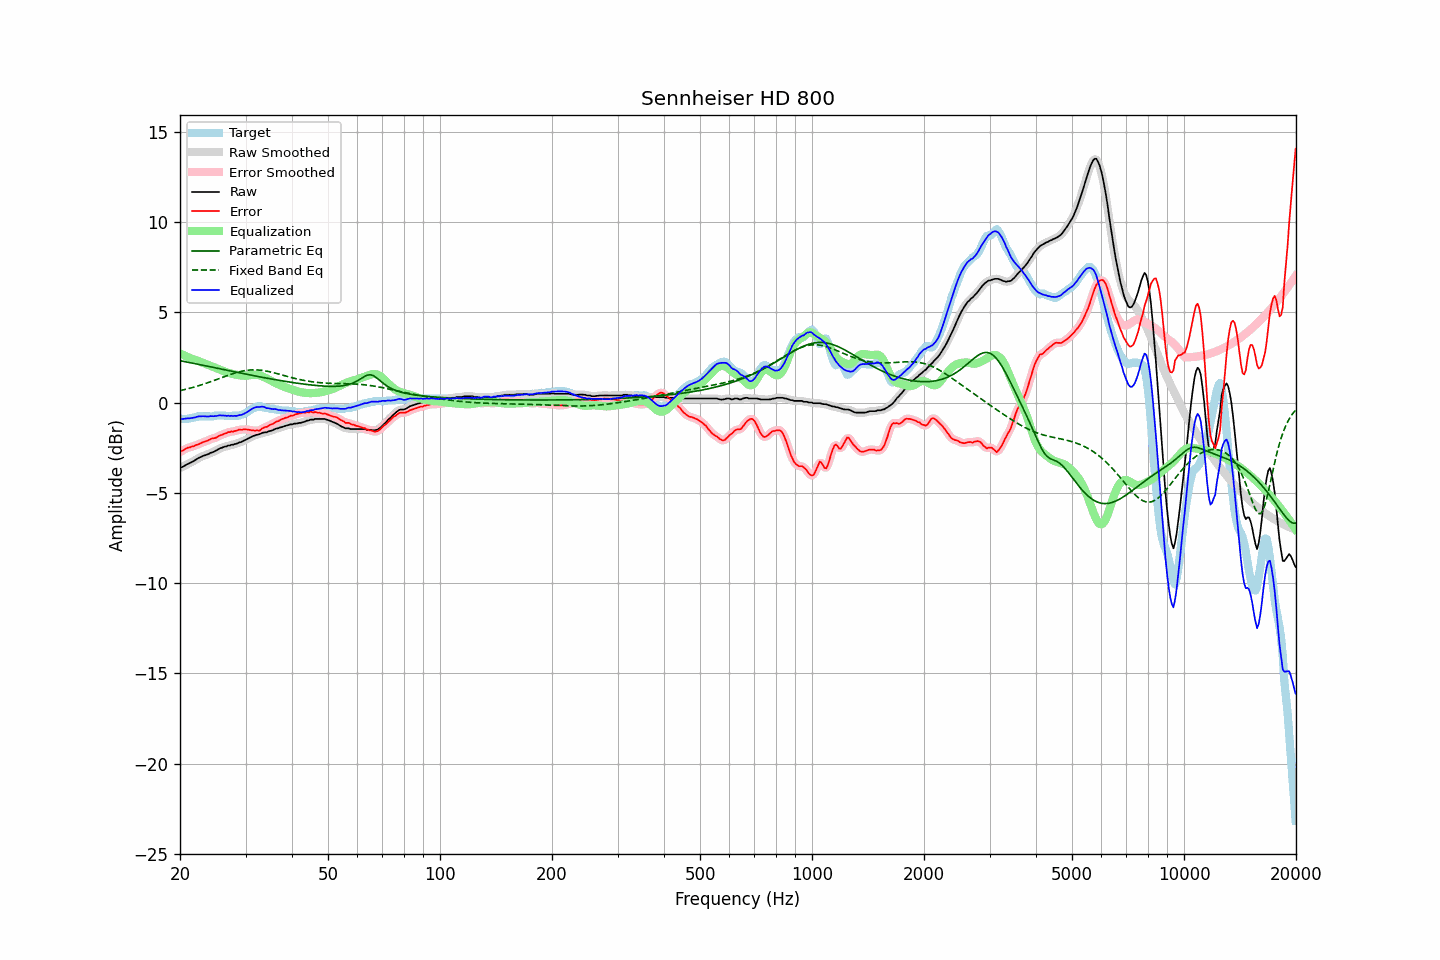 Sennheiser HD 800
Target
Raw Smoothed
Error Smoothed
Raw
Error
Equalization
Parametric Eq
Fixed Band Eq
Equalized
15
10
5
0
−5
−10
−15
−20
−25
Amplitude (dBr)
20 50 100 200 500 1000 2000 5000 10000 20000
Frequency (Hz)